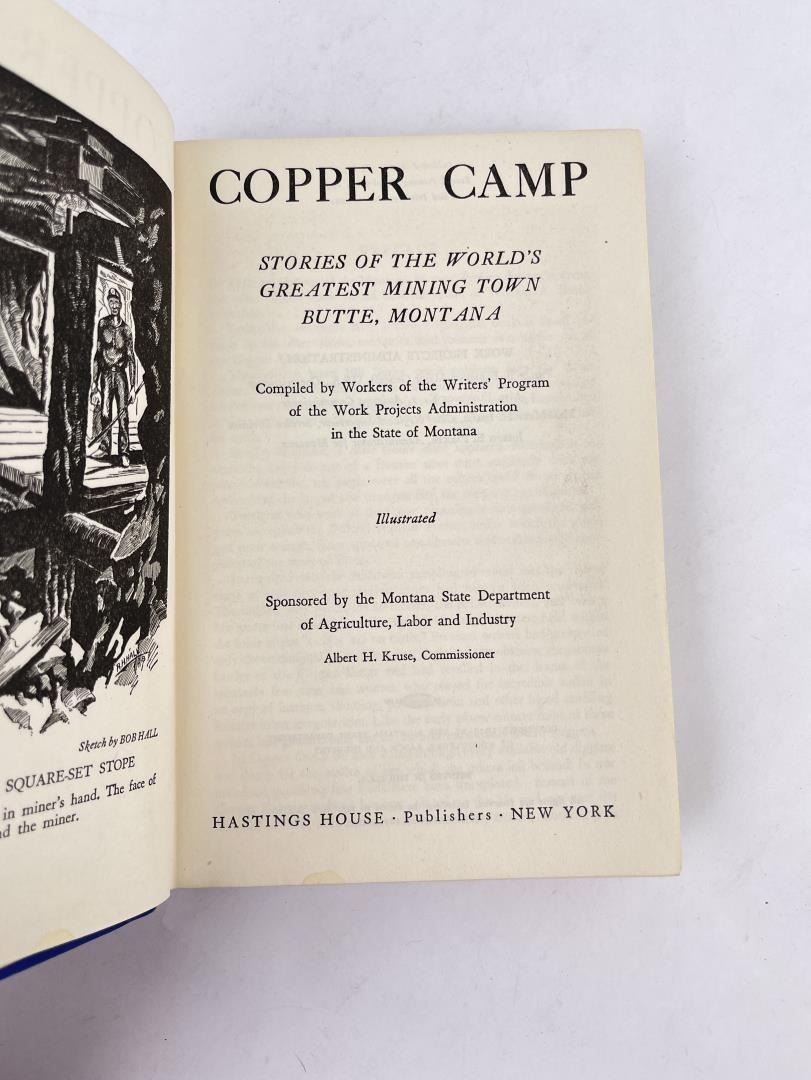 BHHALL
Sketch by BOB HALL
SQUARE-SET STOPE
in miner's hand. The face of
the miner.
COPPER CAMP
STORIES OF THE WORLD'S
GREATEST MINING TOWN
BUTTE, MONTANA
Compiled by Workers of the Writers' Program
of the Work Projects Administration
in the State of Montana
Illustrated
Sponsored by the Montana State Department
of Agriculture, Labor and Industry
Albert H. Kruse, Commissioner
HASTINGS HOUSE · Publishers · NEW YORK